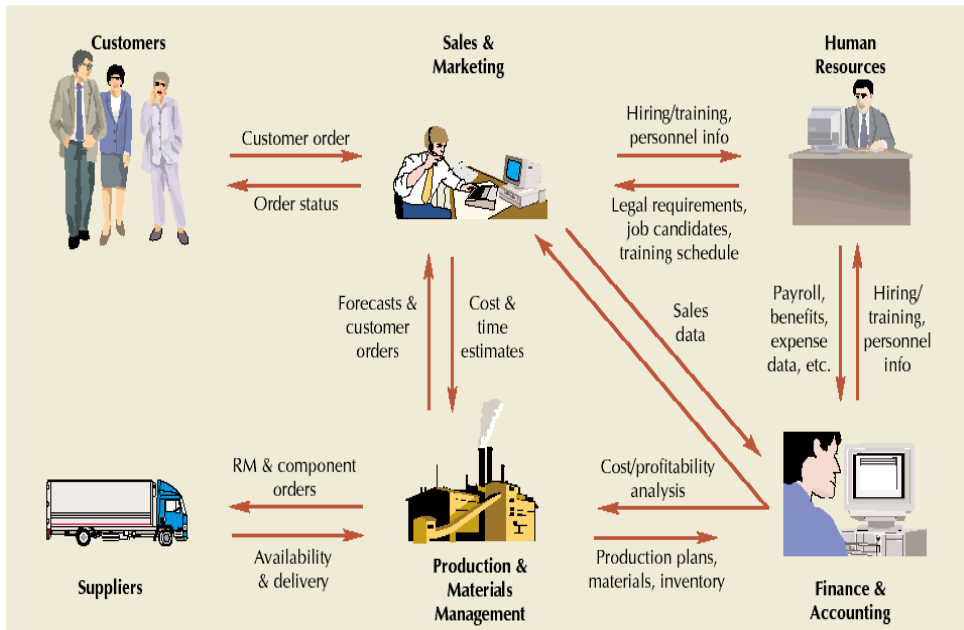 Customers
Sales &
Marketing
Human
Resources
Customer order
Order status
Hiring/training,
personnel info
Legal requirements,
job candidates,
training schedule
Forecasts &
customer
orders
Cost &
time
estimates
Sales
data
Payroll,
benefits,
expense
data, etc.
Hiring/
training,
personnel
info
RM & component
orders
Availability
& delivery
Cost/profitability
analysis
Production plans,
materials, inventory
Suppliers
Production &
Materials
Management
Finance &
Accounting